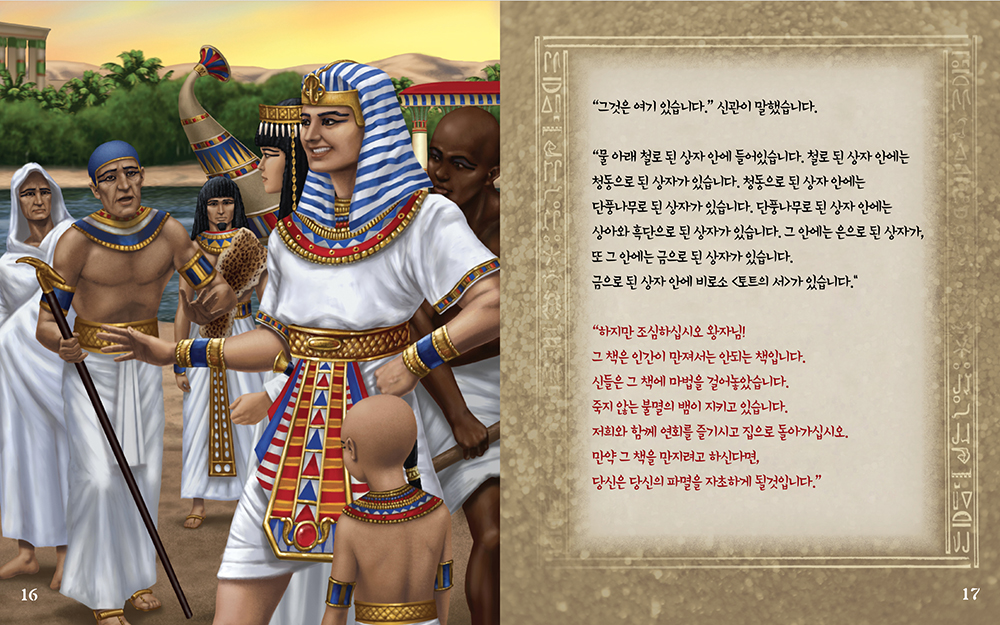 “그것은 여기 있습니다.” 신관이 말했습니다.
“물 아래 철로 된 상자 안에 들어있습니다. 철로 된 상자 안에는
청동으로 된 상자가 있습니다. 청동으로 된 상자 안에는
단풍나무로 된 상자가 있습니다. 단풍나무로 된 상자 안에는
상아와 흑단으로 된 상자가 있습니다. 그 안에는 은으로 된 상자가,
또 그 안에는 금으로 된 상자가 있습니다.
금으로 된 상자 안에 비로소 <토트의 서>가 있습니다."
“하지만 조심하십시오 왕자님!
그 책은 인간이 만져서는 안되는 책입니다.
신들은 그 책에 마법을 걸어놓았습니다.
죽지 않는 불멸의 뱀이 지키고 있습니다.
저희와 함께 연회를 즐기시고 집으로 돌아가십시오.
만약 그 책을 만지려고 하신다면,
당신은 당신의 파멸을 자초하게 될것입니다.”
16
17